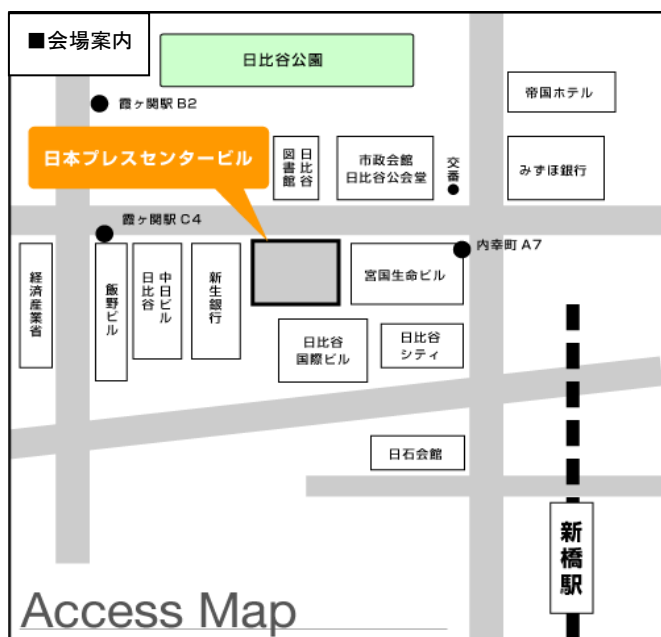 ■会場案内
日比谷公園
帝国ホテル
霞ヶ関駅 B2
日本プレスセンタービル
日比谷
図書館
市政会館
日比谷公会堂
交番
みずほ銀行
霞ヶ関駅 C4
内幸町 A7
経済産業省
飯野ビル
中日ビル
日比谷
新生銀行
宮国生命ビル
日比谷
国際ビル
日比谷
シティ
日石会館
新橋駅
Access Map